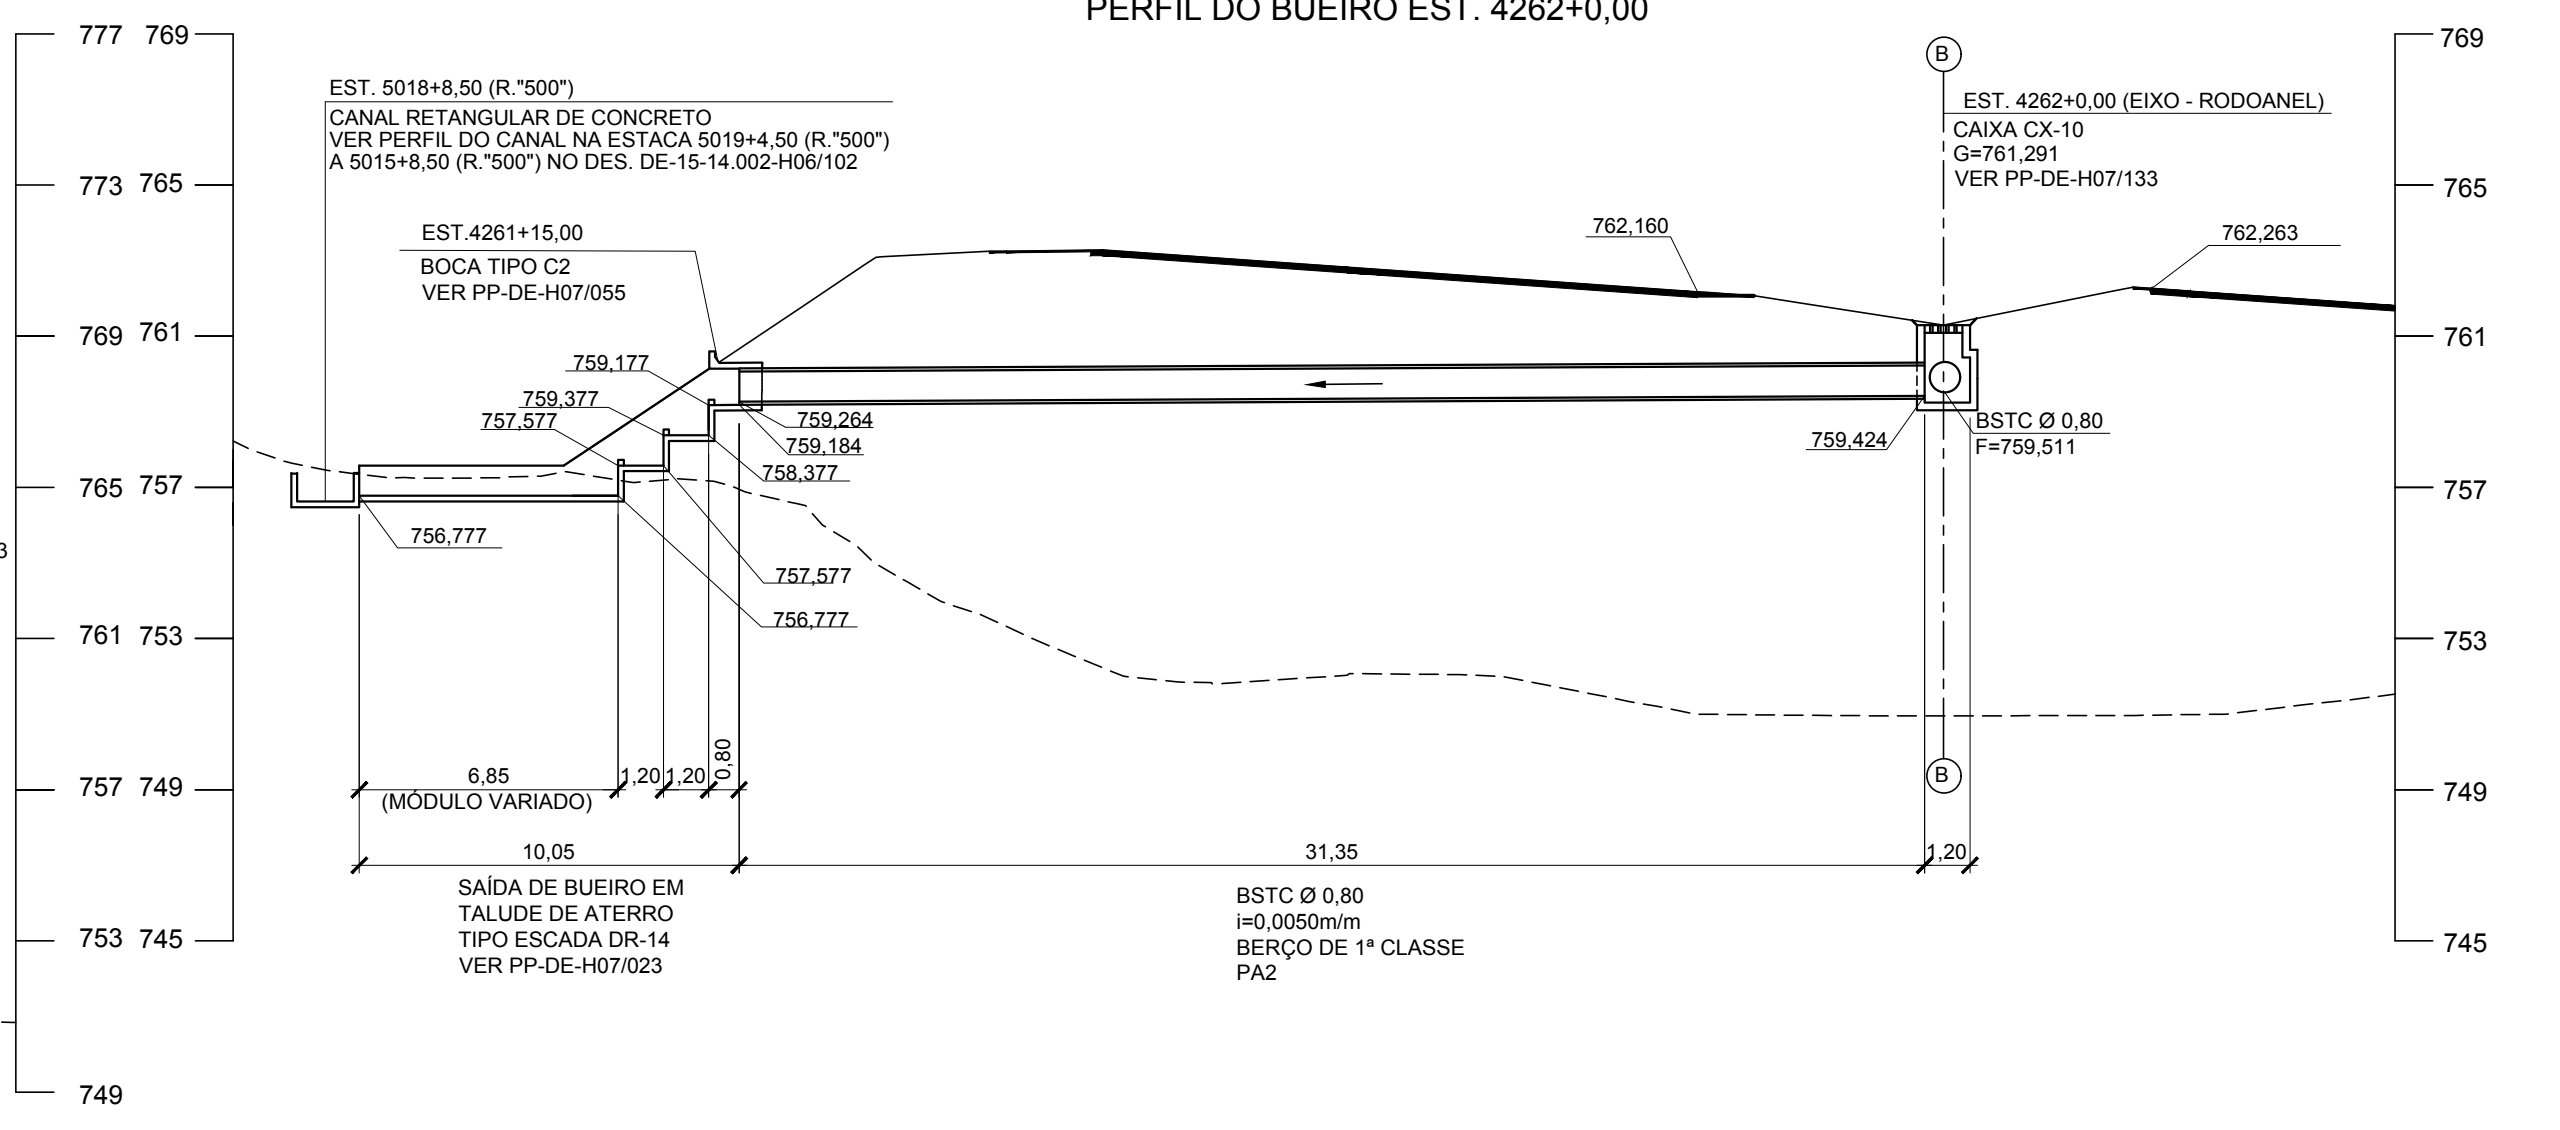 PERFIL DO BUEIRO EST. 4262+0,00
777 769
773 765
769 761
765 757
761 753
757 749
753 745
749
3
EST. 5018+8,50 (R."500")
CANAL RETANGULAR DE CONCRETO
VER PERFIL DO CANAL NA ESTACA 5019+4,50 (R."500")
A 5015+8,50 (R."500") NO DES. DE-15-14.002-H06/102
EST.4261+15,00
BOCA TIPO C2
VER PP-DE-H07/055
759,177
759,377
757,577
759,264
759,184
758,377
756,777
757,577
756,777
762,160
B
EST. 4262+0,00 (EIXO - RODOANEL)
CAIXA CX-10
G=761,291
VER PP-DE-H07/133
762,263
759,424
BSTC Ø 0,80
F=759,511
B
769
765
761
757
753
749
745
6,85
(MÓDULO VARIADO)
1,20
1,20
0,80
10,05
31,35
1,20
SAÍDA DE BUEIRO EM
TALUDE DE ATERRO
TIPO ESCADA DR-14
VER PP-DE-H07/023
BSTC Ø 0,80
i=0,0050m/m
BERÇO DE 1ª CLASSE
PA2